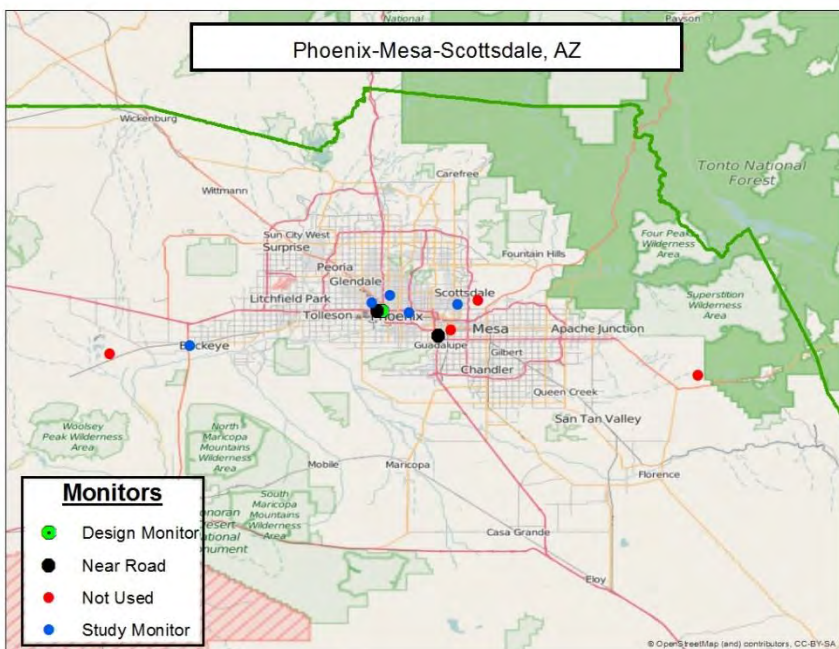 Phoenix-Mesa-Scottsdale, AZ
National
Payson
Wickenburg
Tonto National
Forest
Carefree
Wittmann
Sun City West
Surprise
Four Peaks
Wilderness
Area
Fountain Hills
Peoria
Glendale
Scottsdale
Litchfield Park
Superstition
Wilderness
Area
Tolleson
Phoenix
Mesa
Apache Junction
Buckeye
Guadalupe
Gilbert
Chandler
Queen Creek
San Tan Valley
Woolsey
Peak Wilderness
Area
North
Maricopa
Mountains
Wilderness
Area
Mobile
Maricopa
Florence
South
Maricopa
Mountains
Wilderness
Area
Monitors
Design Monitor
Near Road
Not Used
Study Monitor
onoran
esert
ational
onument
Casa Grande
Eloy
© OpenStreetMap (and) contributors, CC-BY-SA